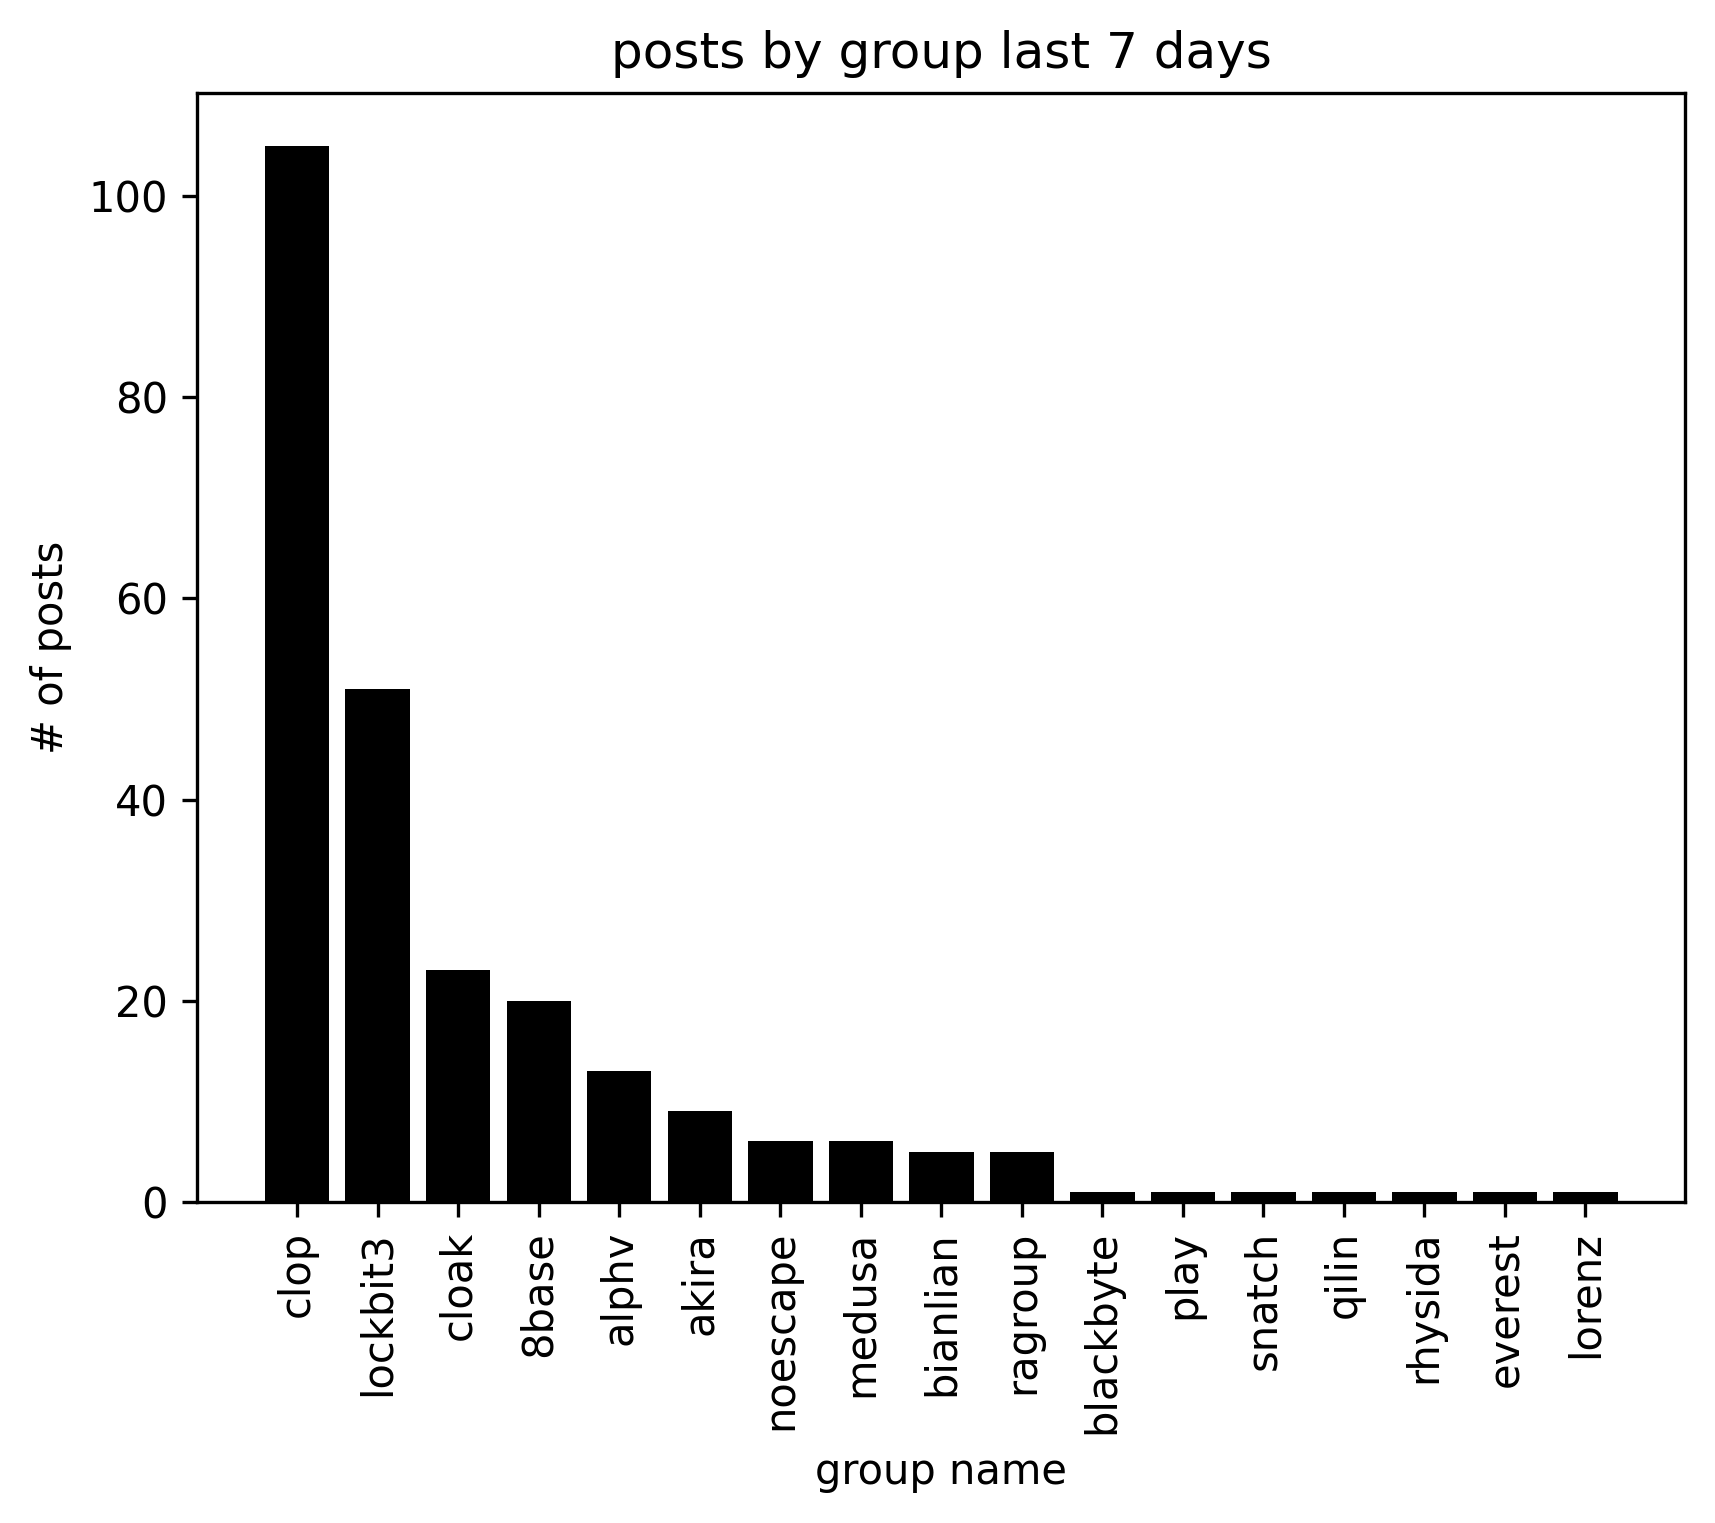 posts by group last 7 days
100
80
60
40
20
0
# of posts
clop
lockbit3
cloak
8base
alphv
akira
noescape
medusa
bianlian
ragroup
blackbyte
play
snatch
qilin
rhysida
everest
lorenz
group name